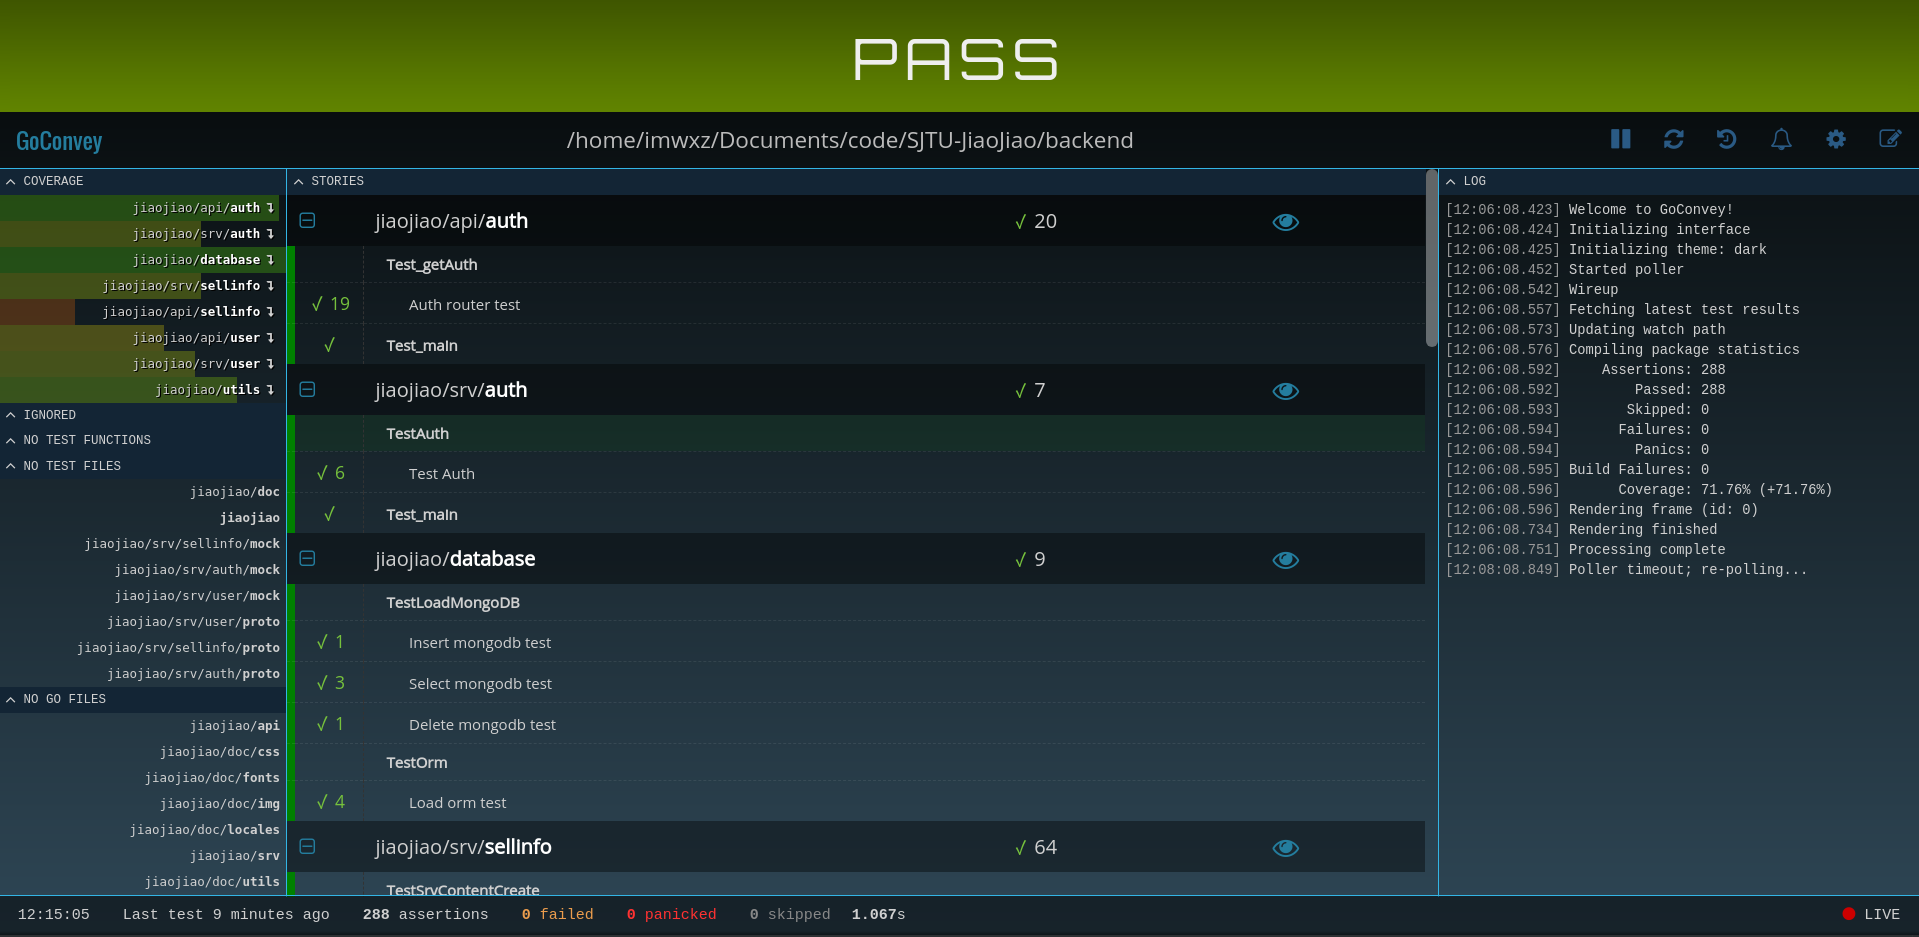 PASS
GoConvey
/home/imwxz/Documents/code/SJTU-JiaoJiao/backend
COVERAGE
jiaojiao/api/auth
jiaojiao/srv/auth
jiaojiao/database
jiaojiao/srv/sellinfo
jiaojiao/api/sellinfo
jiaojiao/api/user
jiaojiao/srv/user
jiaojiao/utils
IGNORED
NO TEST FUNCTIONS
NO TEST FILES
jiaojiao/doc
jiaojiao
jiaojiao/srv/sellinfo/mock
jiaojiao/srv/auth/mock
jiaojiao/srv/user/mock
jiaojiao/srv/user/proto
jiaojiao/srv/sellinfo/proto
jiaojiao/srv/auth/proto
NO GO FILES
jiaojiao/api
jiaojiao/doc/css
jiaojiao/doc/fonts
jiaojiao/doc/img
jiaojiao/doc/locales
jiaojiao/srv
jiaojiao/doc/utils
STORIES
jiaojiao/api/auth √ 20
Test_getAuth
√ 19 Auth router test
√ Test_main
jiaojiao/srv/auth √ 7
TestAuth
√ 6 Test Auth
√ Test_main
jiaojiao/database √ 9
TestLoadMongoDB
√ 1 Insert mongodb test
√ 3 Select mongodb test
√ 1 Delete mongodb test
TestOrm
√ 4 Load orm test
jiaojiao/srv/sellinfo √ 64
TestSrvContentCreate
LOG
[12:06:08.423] Welcome to GoConvey!
[12:06:08.424] Initializing interface
[12:06:08.425] Initializing theme: dark
[12:06:08.452] Started poller
[12:06:08.542] Wireup
[12:06:08.557] Fetching latest test results
[12:06:08.573] Updating watch path
[12:06:08.576] Compiling package statistics
[12:06:08.592] Assertions: 288
[12:06:08.592] Passed: 288
[12:06:08.593] Skipped: 0
[12:06:08.594] Failures: 0
[12:06:08.594] Panics: 0
[12:06:08.595] Build Failures: 0
[12:06:08.596] Coverage: 71.76% (+71.76%)
[12:06:08.596] Rendering frame (id: 0)
[12:06:08.734] Rendering finished
[12:06:08.751] Processing complete
[12:08:08.849] Poller timeout; re-polling...
12:15:05 Last test 9 minutes ago 288 assertions 0 failed 0 panicked 0 skipped 1.067s LIVE